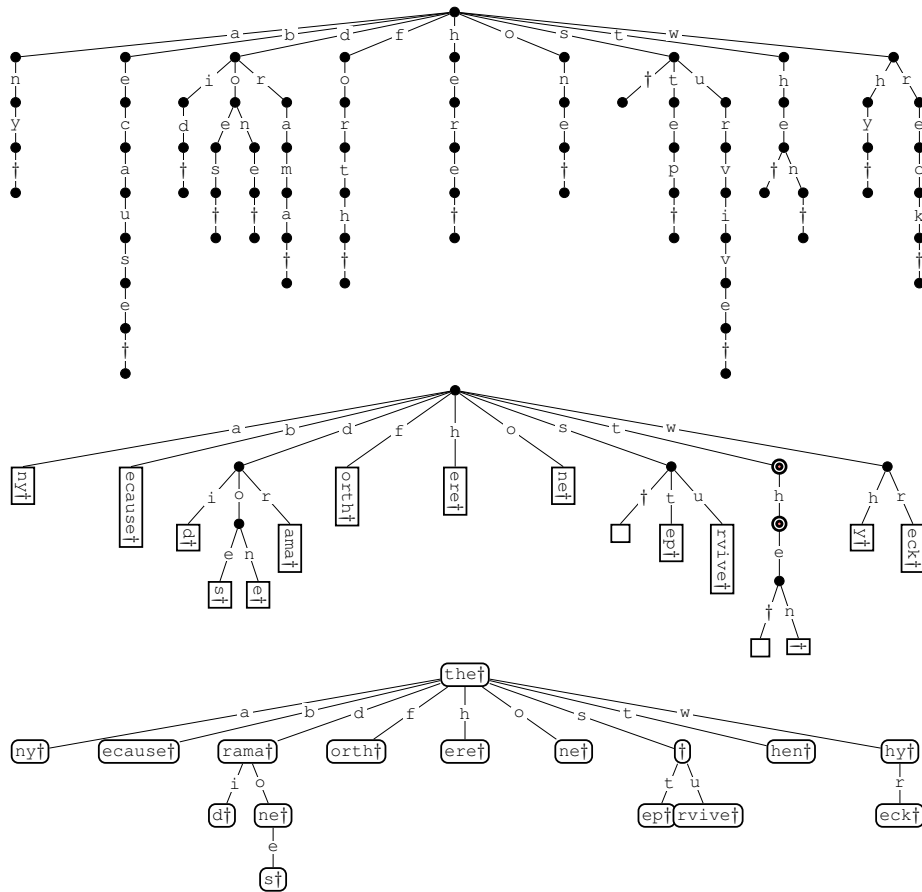 a b d f h o s t w
n e i o r o e n † t u h h r
y c d e n a r r e e r e y e
† a † s e m t e † p v † n † c
u † † a h † † i † k
s † † v †
e e
† †
a b d f h o s t w
ny† ecause† i o r orth† ere† ne† † t u h h r
d† e n ama† ep† rvive† e y† eck†
s† e† † n
†
the†
a b d f h o s t w
ny† ecause† rama† orth† ere† ne† † hen† hy†
i o t u r
d† ne† ep† rvive† eck†
e
s†